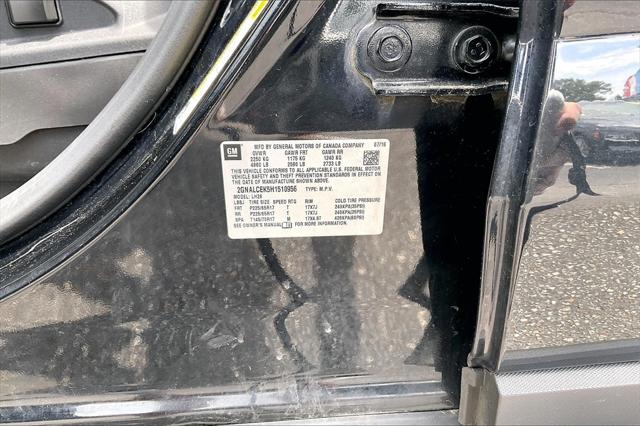 GM
MFD BY GENERAL MOTORS OF CANADA COMPANY 07/16
GVWR GAWR FRT GAWR RR
2250 KG 1175 KG 1240 KG
4960 LB 2590 LB 2733 LB
THIS VEHICLE CONFORMS TO ALL APPLICABLE U.S. FEDERAL MOTOR
VEHICLE SAFETY, BUMPER, AND THEFT PREVENTION STANDARDS IN
EFFECT ON THE DATE OF MANUFACTURE SHOWN ABOVE.
2GNALCEK5H1510956 TYPE: M.P.V.
MODEL: LH26
TIRE SIZE SPEED RTG RIM COLD TIRE PRESSURE
FRT P225/65R17 T 17X7J 240KPA(35PSI)
RR P225/65R17 T 17X7J 240KPA(35PSI)
SPA T145/70R17 M 420KPA(60PSI)
SEE OWNER'S MANUAL FOR MORE INFORMATION.